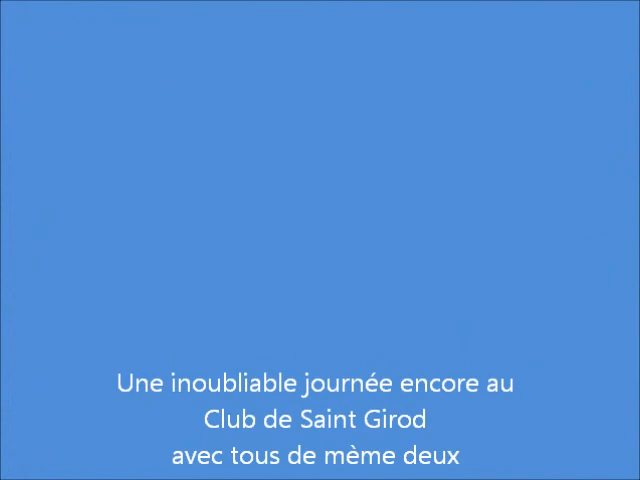 Une inoubliable journée encore au
Club de Saint Girod
avec tous de mème deux